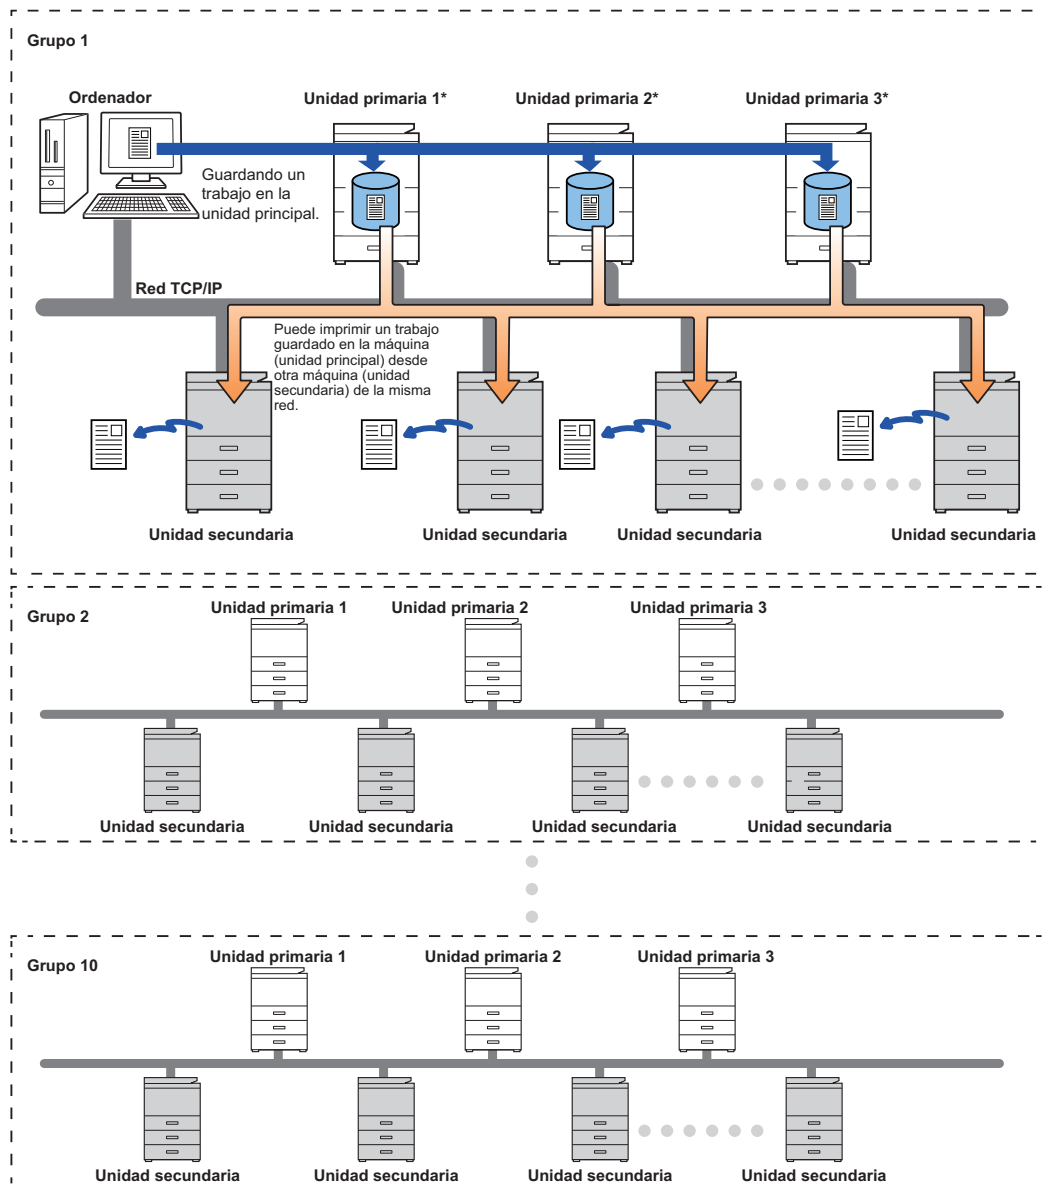 Grupo 1
Ordenador
Unidad primaria 1*
Unidad primaria 2*
Unidad primaria 3*
Guardando un
trabajo en la
unidad principal.
Red TCP/IP
Puede imprimir un trabajo
guardado en la máquina
(unidad principal) desde
otra máquina (unidad
secundaria) de la misma
red.
Unidad secundaria
Unidad secundaria
Unidad secundaria
Unidad secundaria
Grupo 2
Unidad primaria 1
Unidad primaria 2
Unidad primaria 3
Unidad secundaria
Unidad secundaria
Unidad secundaria
Unidad secundaria
Grupo 10
Unidad primaria 1
Unidad primaria 2
Unidad primaria 3
Unidad secundaria
Unidad secundaria
Unidad secundaria
Unidad secundaria